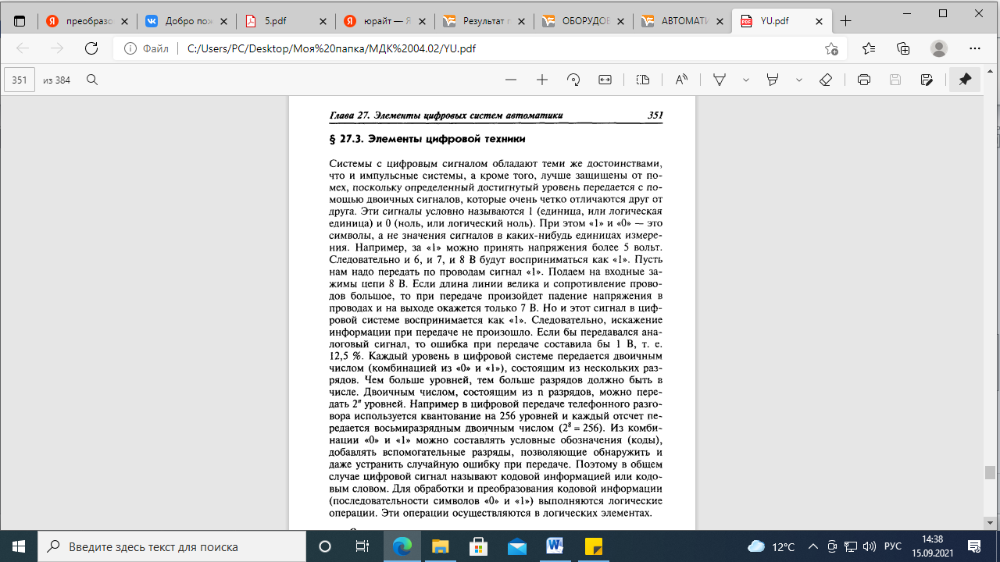 преобразо
Добро пож
5.pdf
юрайт — Я
Результат п
ОБОРУДОВ
АВТОМАТИ
YU.pdf
Файл C:/Users/PC/Desktop/Моя%20папка/МДК%2004.02/YU.pdf
351 из 384
Глава 27. Элементы цифровых систем автоматики 351
§ 27.3. Элементы цифровой техники
Системы с цифровым сигналом обладают теми же достоинствами,
что и импульсные системы, а кроме того, лучше защищены от по-
мех, поскольку определенный достигнутый уровень передается с по-
мощью двоичных сигналов, которые очень четко отличаются друг от
друга. Эти сигналы условно называются 1 (единица, или логическая
единица) и 0 (ноль, или логический ноль). При этом «1» и «0» — это
символы, а не значения сигналов в каких-нибудь единицах измере-
ния. Например, за «1» можно принять напряжения более 5 вольт.
Следовательно и 6, и 7, и 8 В будут восприниматься как «1». Пусть
нам надо передать по проводам сигнал «1». Подаем на входные за-
жимы цепи 8 В. Если длина линии велика и сопротивление прово-
дов большое, то при передаче произойдет падение напряжения в
проводах и на выходе окажется только 7 В. Но и этот сигнал в циф-
ровой системе воспринимается как «1». Следовательно, искажение
информации при передаче не произошло. Если бы передавался ана-
логовый сигнал, то ошибка при передаче составила бы 1 В, т. е.
12,5 %. Каждый уровень в цифровой системе передается двоичным
числом (комбинацией из «0» и «1»), состоящим из нескольких раз-
рядов. Чем больше уровней, тем больше разрядов должно быть в
числе. Двоичным числом, состоящим из n разрядов, можно пере-
дать 2ⁿ уровней. Например в цифровой передаче телефонного разго-
вора используется квантование на 256 уровней и каждый отсчет пе-
редается восьмиразрядным двоичным числом (2⁸ = 256). Из комби-
нации «0» и «1» можно составлять условные обозначения (коды),
добавлять вспомогательные разряды, позволяющие обнаружить и
даже устранить случайную ошибку при передаче. Поэтому в общем
случае цифровой сигнал называют кодовой информацией или кодо-
вым словом. Для обработки и преобразования кодовой информации
(последовательности символов «0» и «1») выполняются логические
операции. Эти операции осуществляются в логических элементах.
Введите здесь текст для поиска
12°C
РУС
14:38
15.09.2021
3